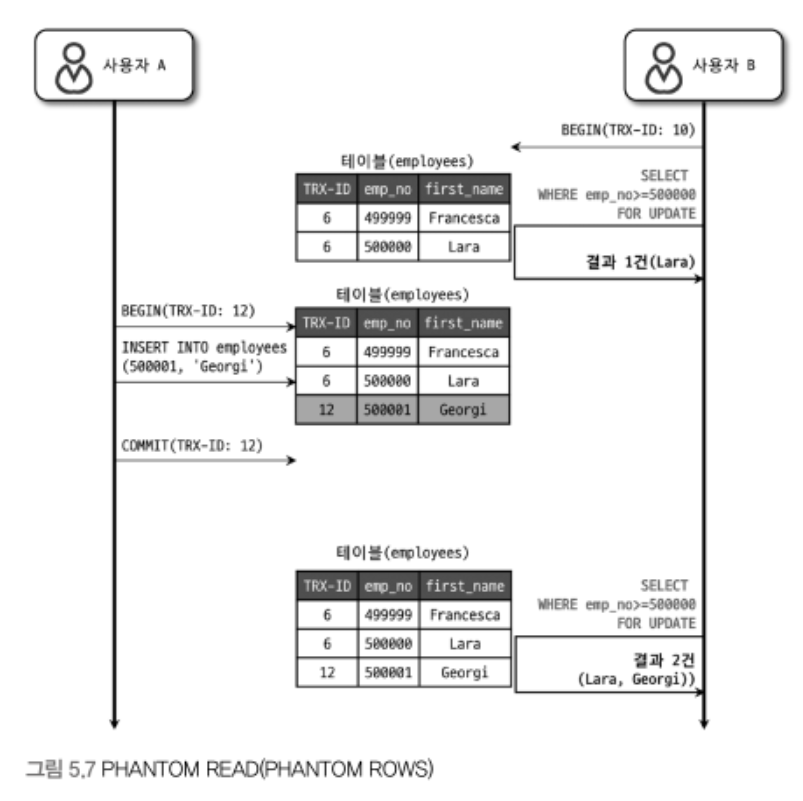 사용자 A
사용자 B
BEGIN(TRX-ID: 10)
테이블(employees)
TRX-ID emp_no first_name
6 499999 Francesca
6 500000 Lara
SELECT
WHERE emp_no>=500000
FOR UPDATE
결과 1건(Lara)
BEGIN(TRX-ID: 12)
INSERT INTO employees
(500001, 'Georgi')
테이블(employees)
TRX-ID emp_no first_name
6 499999 Francesca
6 500000 Lara
12 500001 Georgi
COMMIT(TRX-ID: 12)
테이블(employees)
TRX-ID emp_no first_name
6 499999 Francesca
6 500000 Lara
12 500001 Georgi
SELECT
WHERE emp_no>=500000
FOR UPDATE
결과 2건
(Lara, Georgi))
그림 5.7 PHANTOM READ(PHANTOM ROWS)